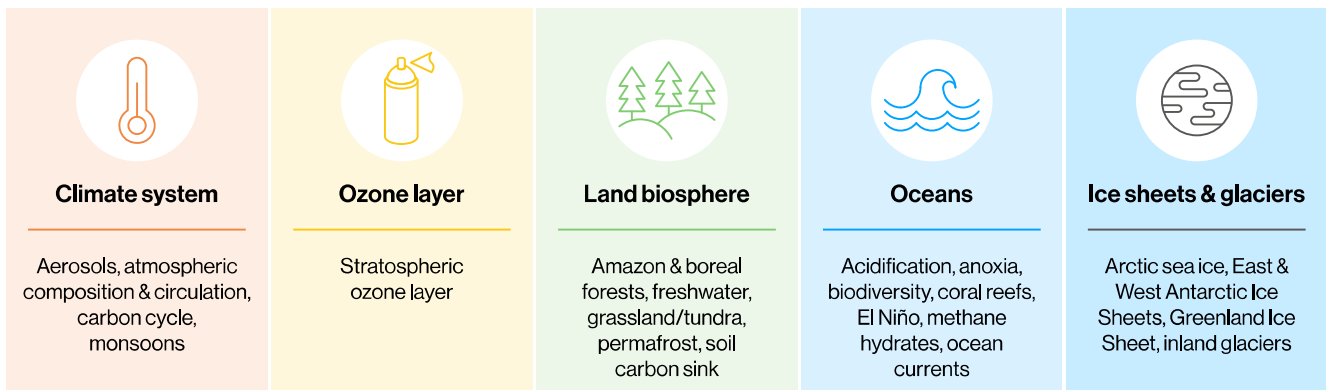 Climate system
Aerosols, atmospheric
composition & circulation,
carbon cycle,
monsoons
Ozone layer
Stratospheric
ozone layer
Land biosphere
Amazon & boreal
forests, freshwater,
grassland/tundra,
permafrost, soil
carbon sink
Oceans
Acidification, anoxia,
biodiversity, coral reefs,
El Niño, methane
hydrates, ocean
currents
Ice sheets & glaciers
Arctic sea ice, East &
West Antarctic Ice
Sheets, Greenland Ice
Sheet, inland glaciers